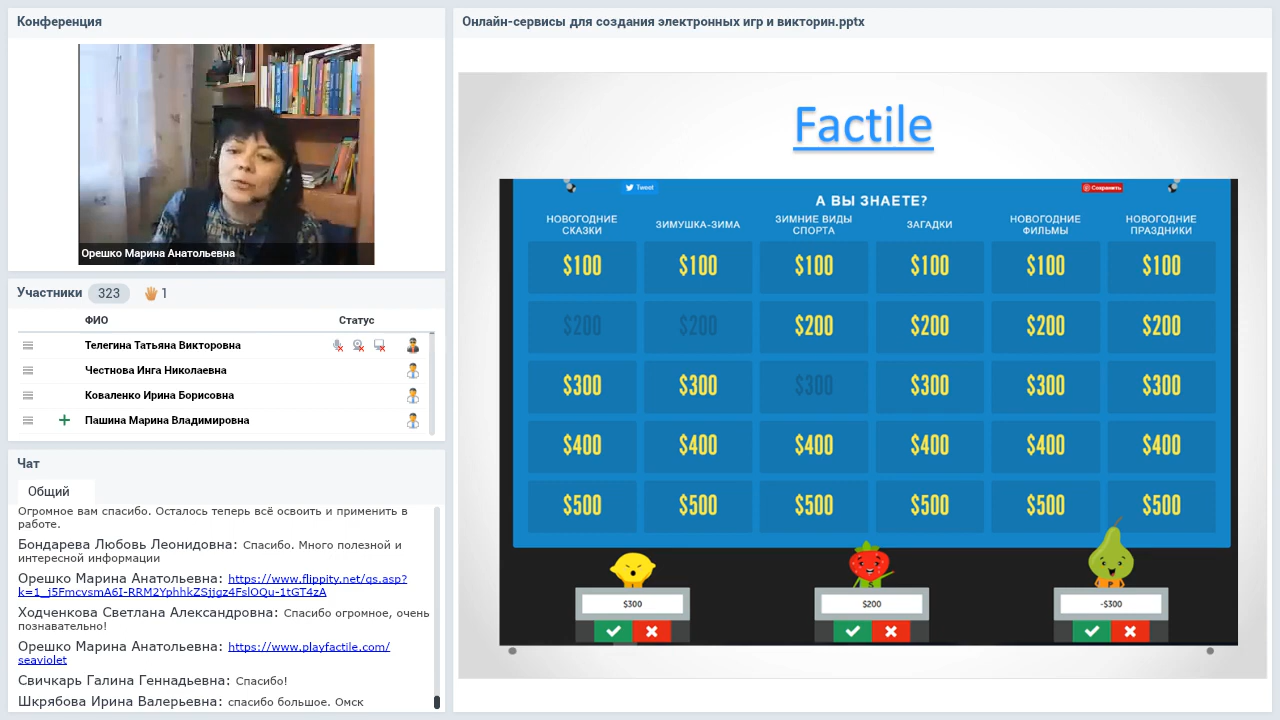 Конференция
Орешко Марина Анатольевна
Участники 323 1
ФИО Статус
Телегина Татьяна Викторовна
Честнова Инга Николаевна
Коваленко Ирина Борисовна
Пашина Марина Владимировна
Чат
Общий
Огромное вам спасибо. Осталось теперь всё освоить и применить в
работе.
Бондарева Любовь Леонидовна: Спасибо. Много полезной и
интересной информации
Орешко Марина Анатольевна: https://www.flippity.net/qs.asp?
k=1_j5FmcvsmA6I-RRM2YphhkZSjjgz4FslOQu-1tGT4zA
Ходченкова Светлана Александровна: Спасибо огромное, очень
познавательно!
Орешко Марина Анатольевна: https://www.playfactile.com/
seaviolet
Свичкарь Галина Геннадьевна: Спасибо!
Шкрябова Ирина Валерьевна: спасибо большое. Омск
Онлайн-сервисы для создания электронных игр и викторин.pptx
Factile
Tweet Сохранить
А ВЫ ЗНАЕТЕ?
НОВОГОДНИЕ СКАЗКИ ЗИМУШКА-ЗИМА ЗИМНИЕ ВИДЫ СПОРТА ЗАГАДКИ НОВОГОДНИЕ ФИЛЬМЫ НОВОГОДНИЕ ПРАЗДНИКИ
$100 $100 $100 $100 $100 $100
$200 $200 $200 $200 $200 $200
$300 $300 $300 $300 $300 $300
$400 $400 $400 $400 $400 $400
$500 $500 $500 $500 $500 $500
S P
$300 $200 -$300